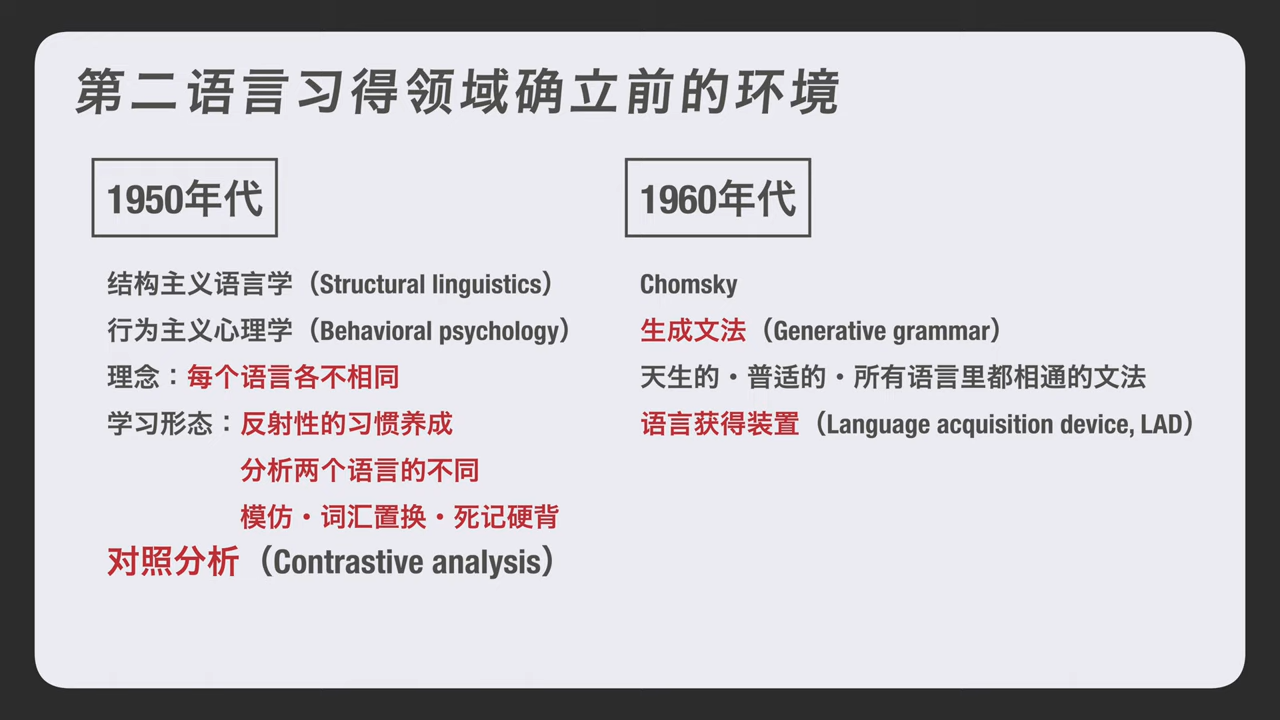 第二语言习得领域确立前的环境
1950年代
结构主义语言学（Structural linguistics）
行为主义心理学（Behavioral psychology）
理念：每个语言各不相同
学习形态：反射性的习惯养成
分析两个语言的不同
模仿・词汇置换・死记硬背
对照分析（Contrastive analysis）
1960年代
Chomsky
生成文法（Generative grammar）
天生的・普适的・所有语言里都相通的文法
语言获得装置（Language acquisition device, LAD）